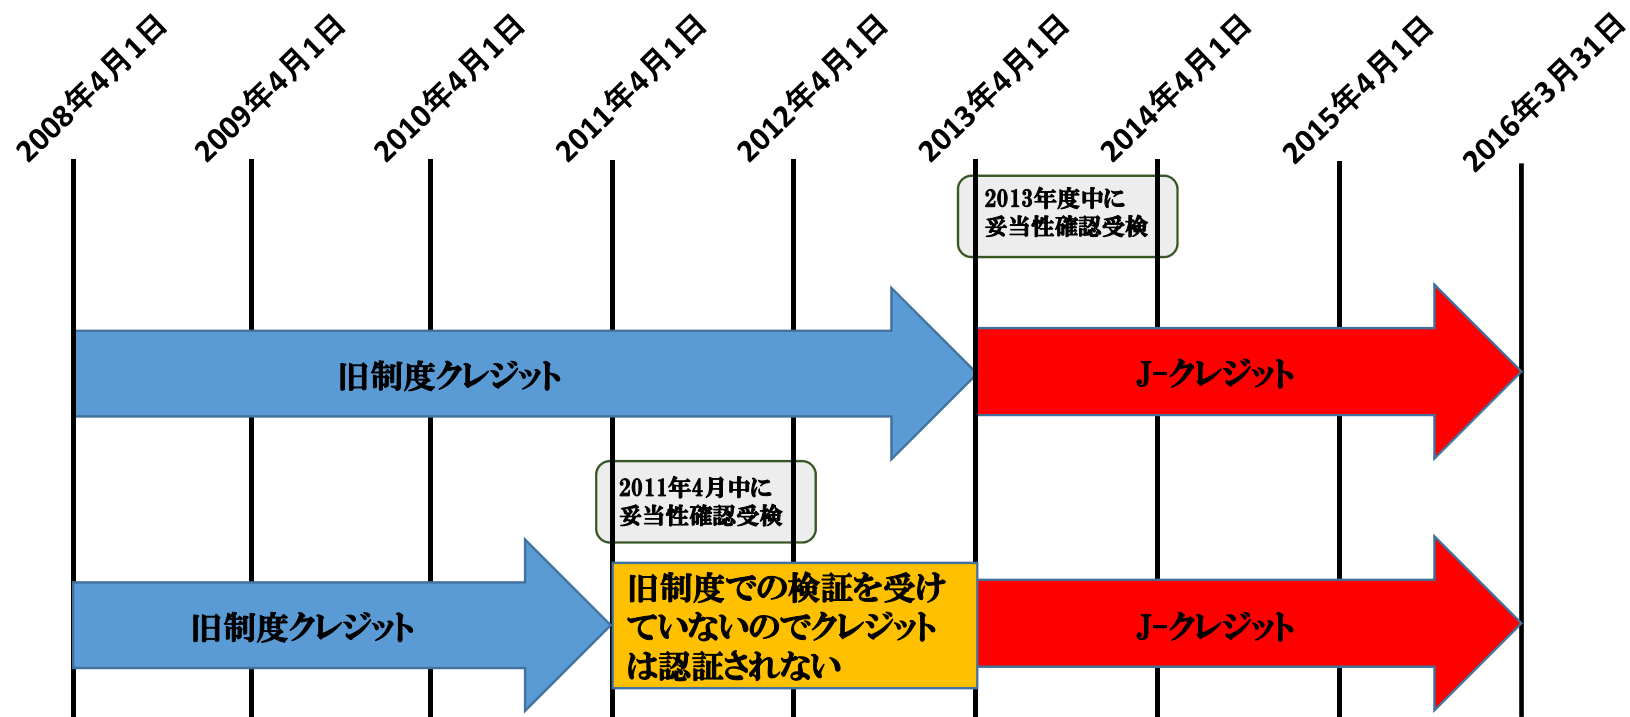 2008年4月1日
2009年4月1日
2010年4月1日
2011年4月1日
2012年4月1日
2013年4月1日
2014年4月1日
2015年4月1日
2016年3月31日
2013年度中に
妥当性確認受検
旧制度クレジット
J-クレジット
2011年4月中に
妥当性確認受検
旧制度クレジット
旧制度での検証を受け
ていないのでクレジット
は認証されない
J-クレジット